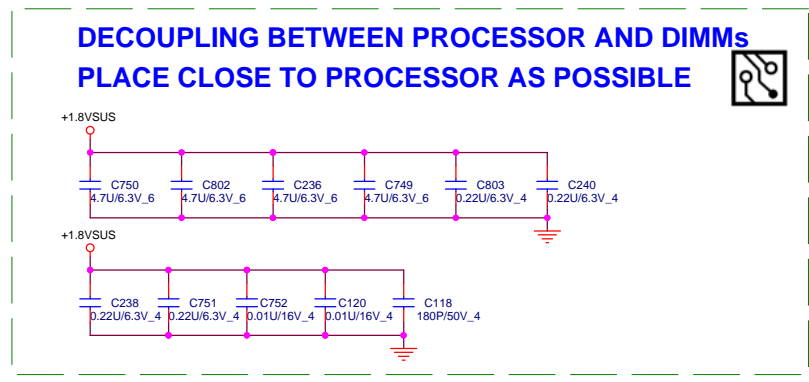 DECOUPLING BETWEEN PROCESSOR AND DIMMs
PLACE CLOSE TO PROCESSOR AS POSSIBLE
+1.8VSUS
C750 C802 C236 C749 C803 C240
4.7U/6.3V_6 4.7U/6.3V_6 4.7U/6.3V_6 4.7U/6.3V_6 0.22U/6.3V_4 0.22U/6.3V_4
+1.8VSUS
C238 C751 C752 C120 C118
0.22U/6.3V_4 0.22U/6.3V_4 0.01U/16V_4 0.01U/16V_4 180P/50V_4